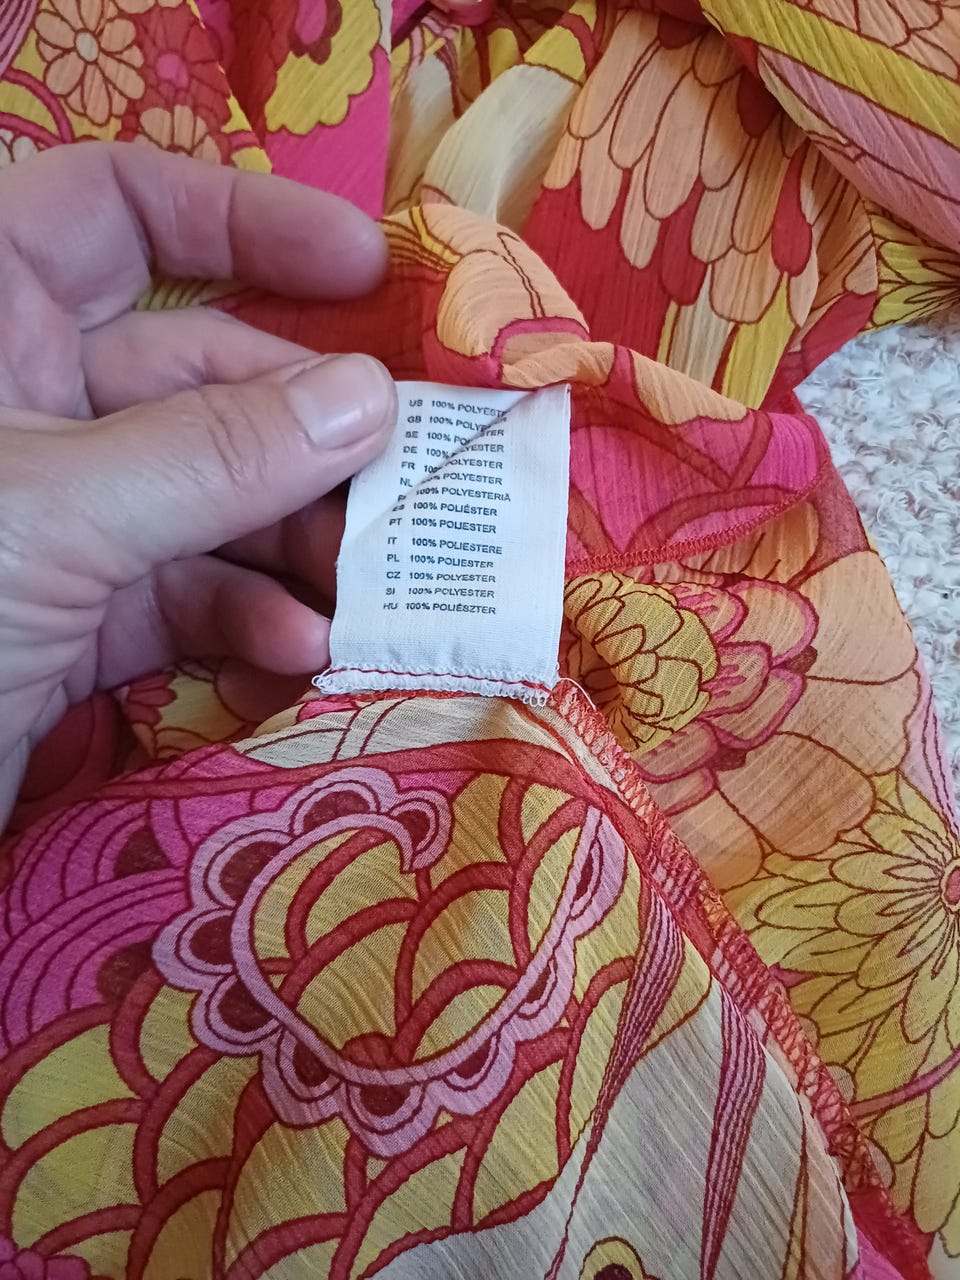 US 100% POLYESTER
GB 100% POLYESTER
SE 100% POLYESTER
DE 100% POLYESTER
FR 100% POLYESTER
NL 100% POLYESTER
100% POLYESTERIÄ
ES 100% POLIÉSTER
PT 100% POLIESTER
IT 100% POLIESTERE
PL 100% POLIESTER
CZ 100% POLYESTER
SI 100% POLYESTER
HU 100% POLIÉSZTER